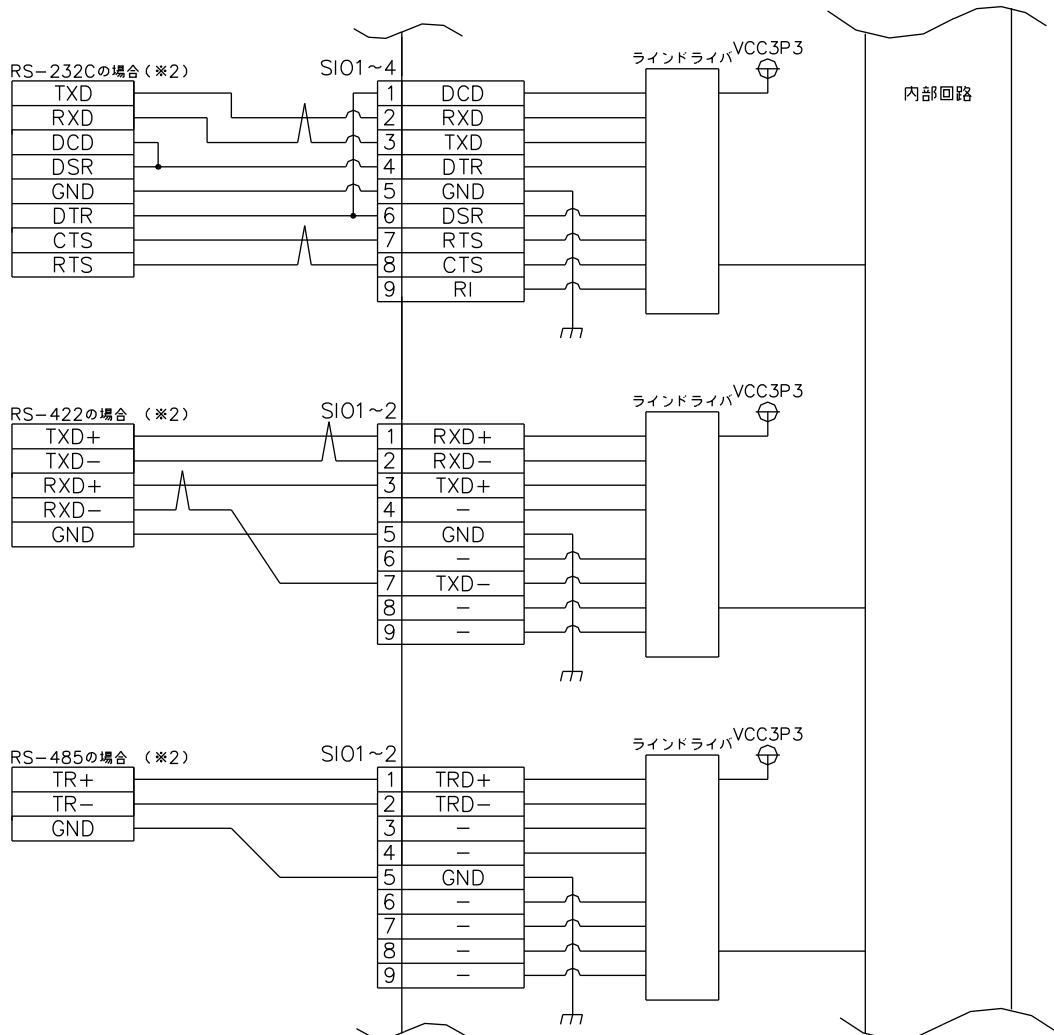 RS-232Cの場合(※2)
TXD
RXD
DCD
DSR
GND
DTR
CTS
RTS
SIO1~4
1 DCD
2 RXD
3 TXD
4 DTR
5 GND
6 DSR
7 RTS
8 CTS
9 RI
ラインドライバ
VCC3P3
内部回路
RS-422の場合 (※2)
TXD+
TXD-
RXD+
RXD-
GND
SIO1~2
1 RXD+
2 RXD-
3 TXD+
4 -
5 GND
6 -
7 TXD-
8 -
9 -
ラインドライバ
VCC3P3
RS-485の場合 (※2)
TR+
TR-
GND
SIO1~2
1 TRD+
2 TRD-
3 -
4 -
5 GND
6 -
7 -
8 -
9 -
ラインドライバ
VCC3P3